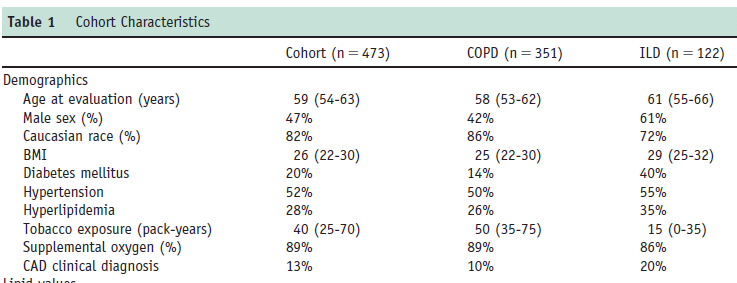 Table 1 Cohort Characteristics
Cohort (n = 473) COPD (n = 351) ILD (n = 122)
Demographics
Age at evaluation (years) 59 (54-63) 58 (53-62) 61 (55-66)
Male sex (%) 47% 42% 61%
Caucasian race (%) 82% 86% 72%
BMI 26 (22-30) 25 (22-30) 29 (25-32)
Diabetes mellitus 20% 14% 40%
Hypertension 52% 50% 55%
Hyperlipidemia 28% 26% 35%
Tobacco exposure (pack-years) 40 (25-70) 50 (35-75) 15 (0-35)
Supplemental oxygen (%) 89% 89% 86%
CAD clinical diagnosis 13% 10% 20%